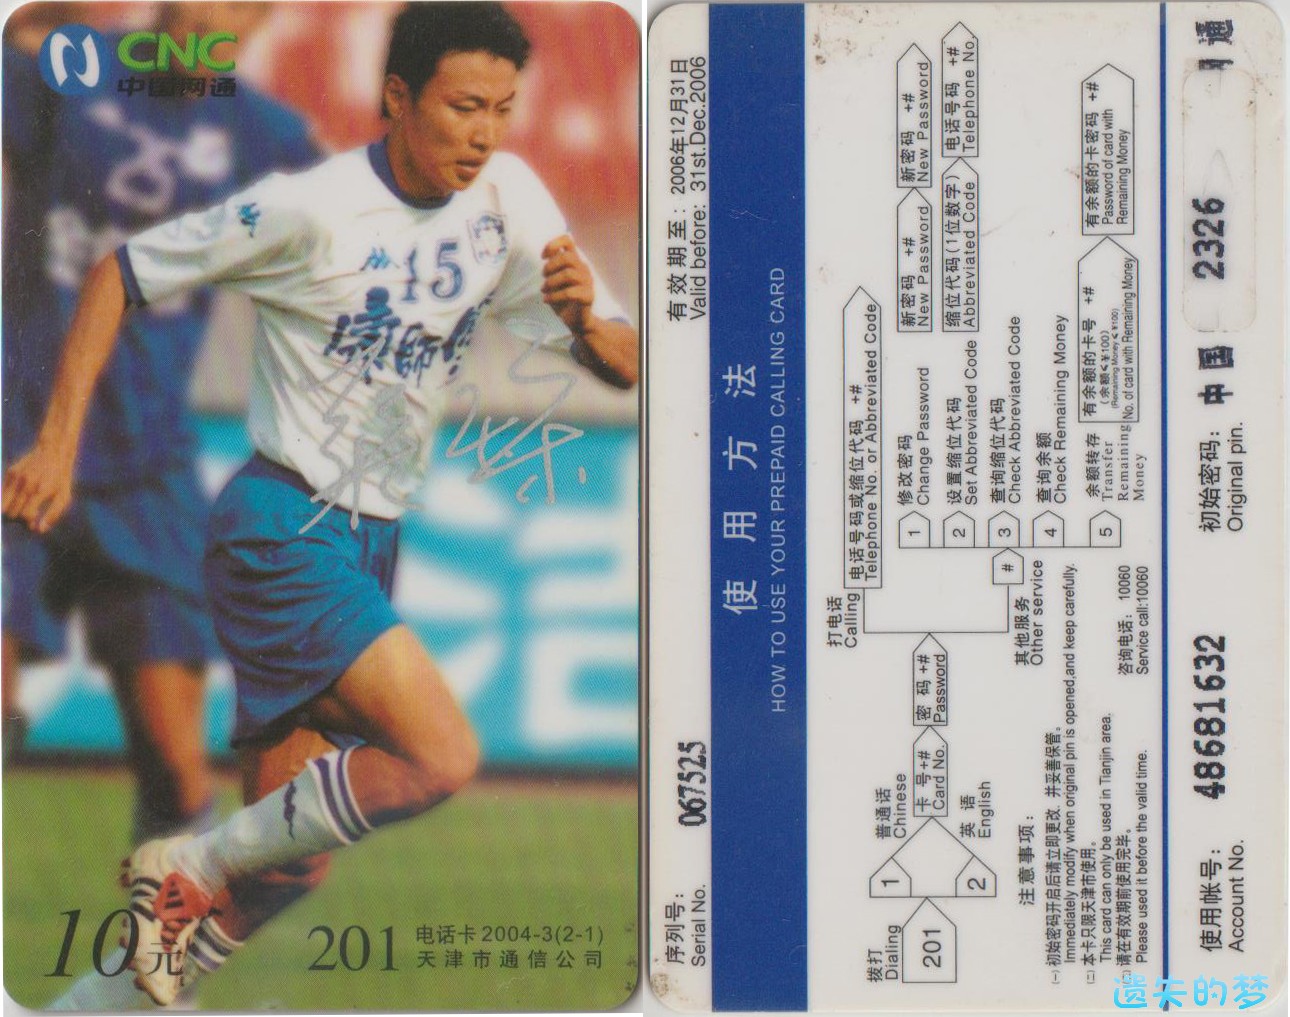 CNC
中国网通
15
師
10元
201
电话卡 2004-3(2-1)
天津市通信公司
序列号:
Serial No.
067525
有效期至: 2006年12月31日
Valid before: 31st.Dec.2006
使用方法
HOW TO USE YOUR PREPAID CALLING CARD
拨打
Dialing
201
1
普通话
Chinese
2
英语
English
卡号+#
Card No.
密码+#
Password
打电话
Calling
电话号码或缩位代码 +#
Telephone No. or Abbreviated Code
其他服务
Other service
#
1
修改密码
Change Password
新密码 +#
New Password
新密码 +#
New Password
2
设置缩位代码
Set Abbreviated Code
缩位代码(1位数字)
Abbreviated Code
电话号码 +#
Telephone No.
3
查询缩位代码
Check Abbreviated Code
4
查询余额
Check Remaining Money
5
余额转存
Transfer
Remaining
Money
有余额的卡号 +#
(余额≤¥100)
(Remaining Money≤¥100)
No. of card with Remaining Money
有余额的卡密码 +#
Password of card with
Remaining Money
注意事项:
(一)初始密码开启后请立即更改. 并妥善保管。
Immediately modify when original pin is opened,and keep carefully.
(二)本卡只限天津市使用。
This card can only be used in Tianjin area.
请在有效期前使用完毕。
Please used it before the valid time.
咨询电话: 10060
Service call:10060
使用帐号:
Account No.
48681632
初始密码:
Original pin.
中国
2326
网通
遗失的梦